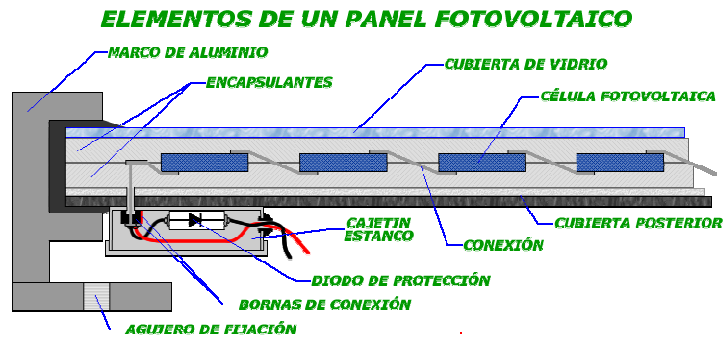 ELEMENTOS DE UN PANEL FOTOVOLTAICO
MARCO DE ALUMINIO
ENCAPSULANTES
CUBIERTA DE VIDRIO
CÉLULA FOTOVOLTAICA
CAJETIN
ESTANCO
CUBIERTA POSTERIOR
CONEXIÓN
DIODO DE PROTECCIÓN
BORNAS DE CONEXIÓN
AGUJERO DE FIJACIÓN